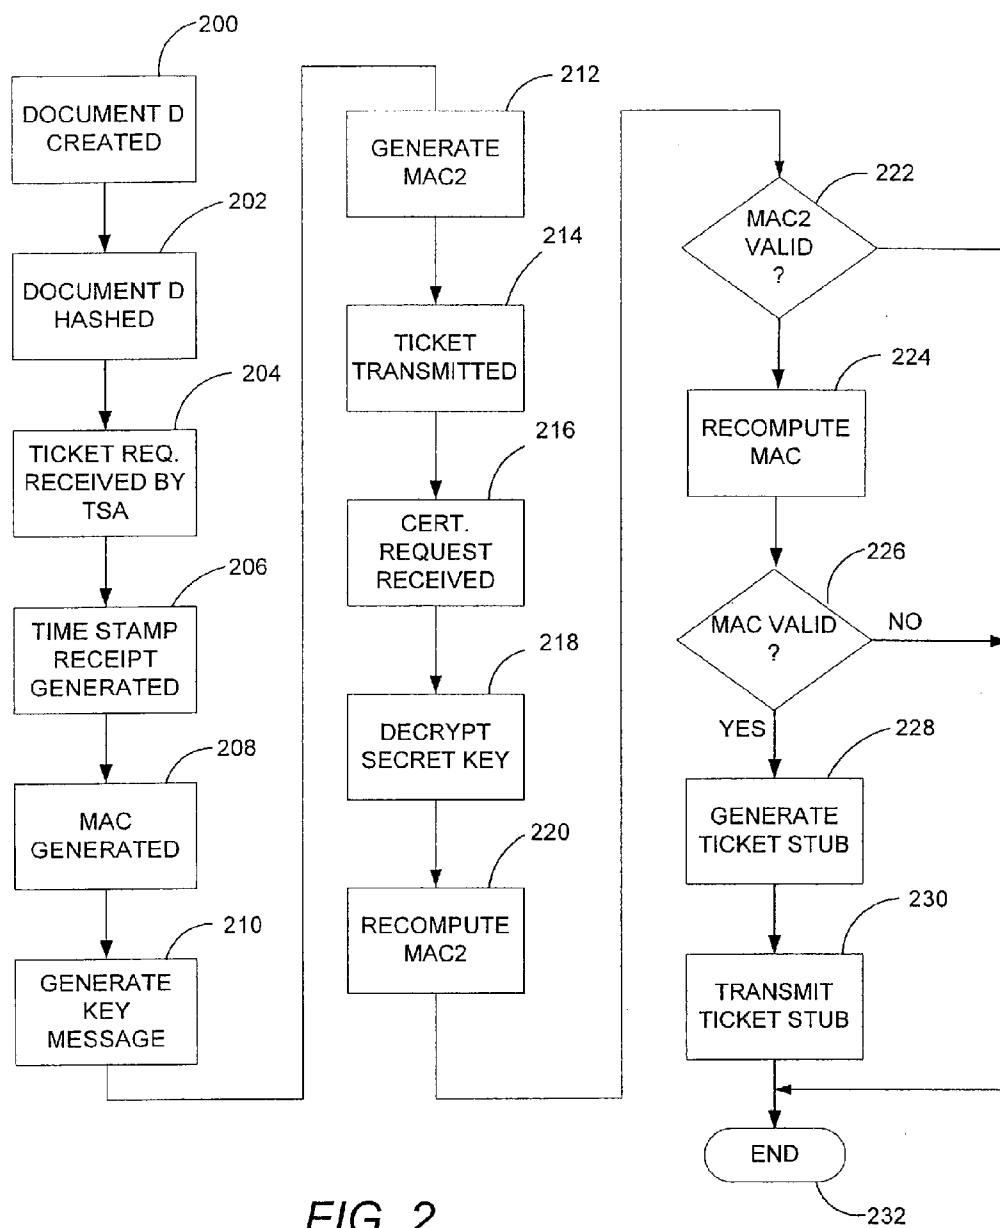 200
DOCUMENT D
CREATED
202
DOCUMENT D
HASHED
204
TICKET REQ.
RECEIVED BY
TSA
206
TIME STAMP
RECEIPT
GENERATED
208
MAC
GENERATED
210
GENERATE
KEY
MESSAGE
212
GENERATE
MAC2
214
TICKET
TRANSMITTED
216
CERT.
REQUEST
RECEIVED
218
DECRYPT
SECRET KEY
220
RECOMPUTE
MAC2
222
MAC2
VALID
?
224
RECOMPUTE
MAC
226
MAC VALID
?
NO
YES
228
GENERATE
TICKET STUB
230
TRANSMIT
TICKET STUB
END
232
FIG. 2